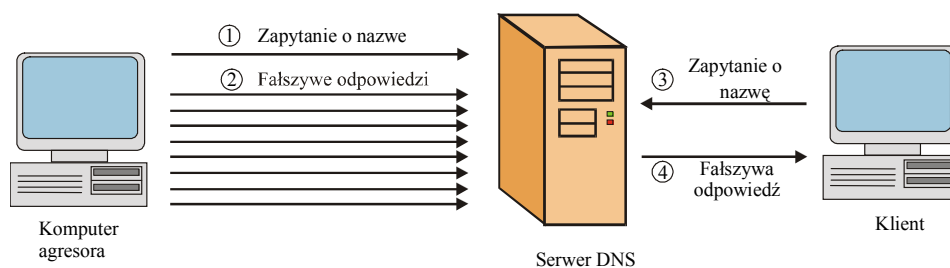 1 Zapytanie o nazwe
2 Fałszywe odpowiedzi
3 Zapytanie o
nazwę
4 Fałszywa
odpowiedź
Komputer
agresora
Serwer DNS
Klient